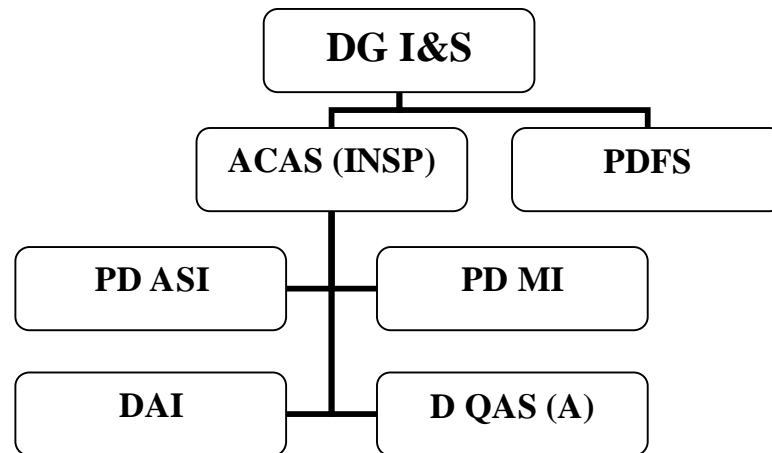 DG I&S
ACAS (INSP)
PDFS
PD ASI
PD MI
DAI
D QAS (A)